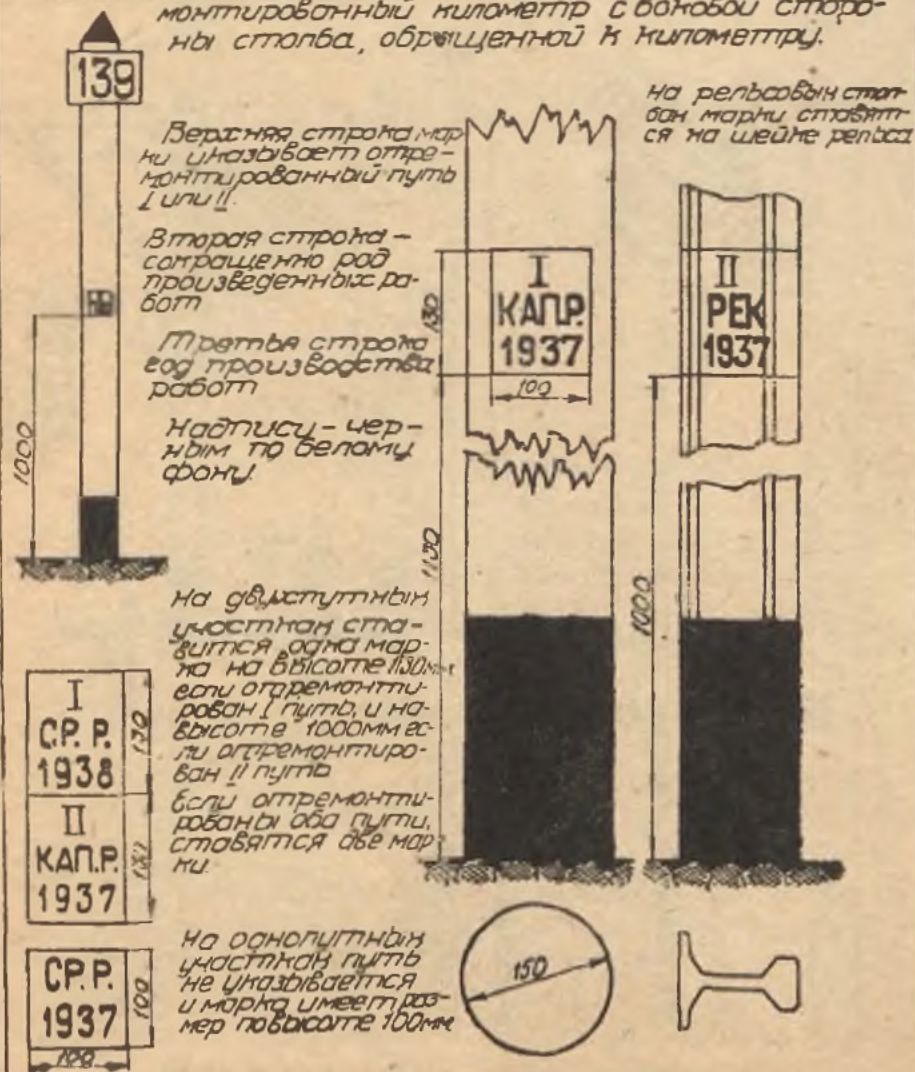 монтированный километр с боковой сторо-
ны столба, обращенной к километру.
139
Верхняя строка мар
ки указывает отре-
монтированный путь
I или II.
Вторая строка -
сокращенно род
произведенных ра-
бот
Третья строка
год производства
работ
Надписи - чер-
ным по белому
фону.
1000
На рельсовых стол
бах марки ставят-
ся на шейке рельса
I
КАП.Р.
1937
130
100
1130
II
РЕК
1937
1000
На двухпутных
участках ста-
вится одна мар-
ка на высоте 1130мм
если отремонти-
рован I путь, и на
высоте 1000мм ес-
ли отремонтиро-
ван II путь
Если отремонти-
рованы оба пути,
ставятся две мар
ки.
I
СР. Р.
1938
130
II
КАП.Р.
1937
130
На однопутных
участках путь
не указывается
и марка имеет раз-
мер по высоте 100мм
СР. Р.
1937
100
100
150